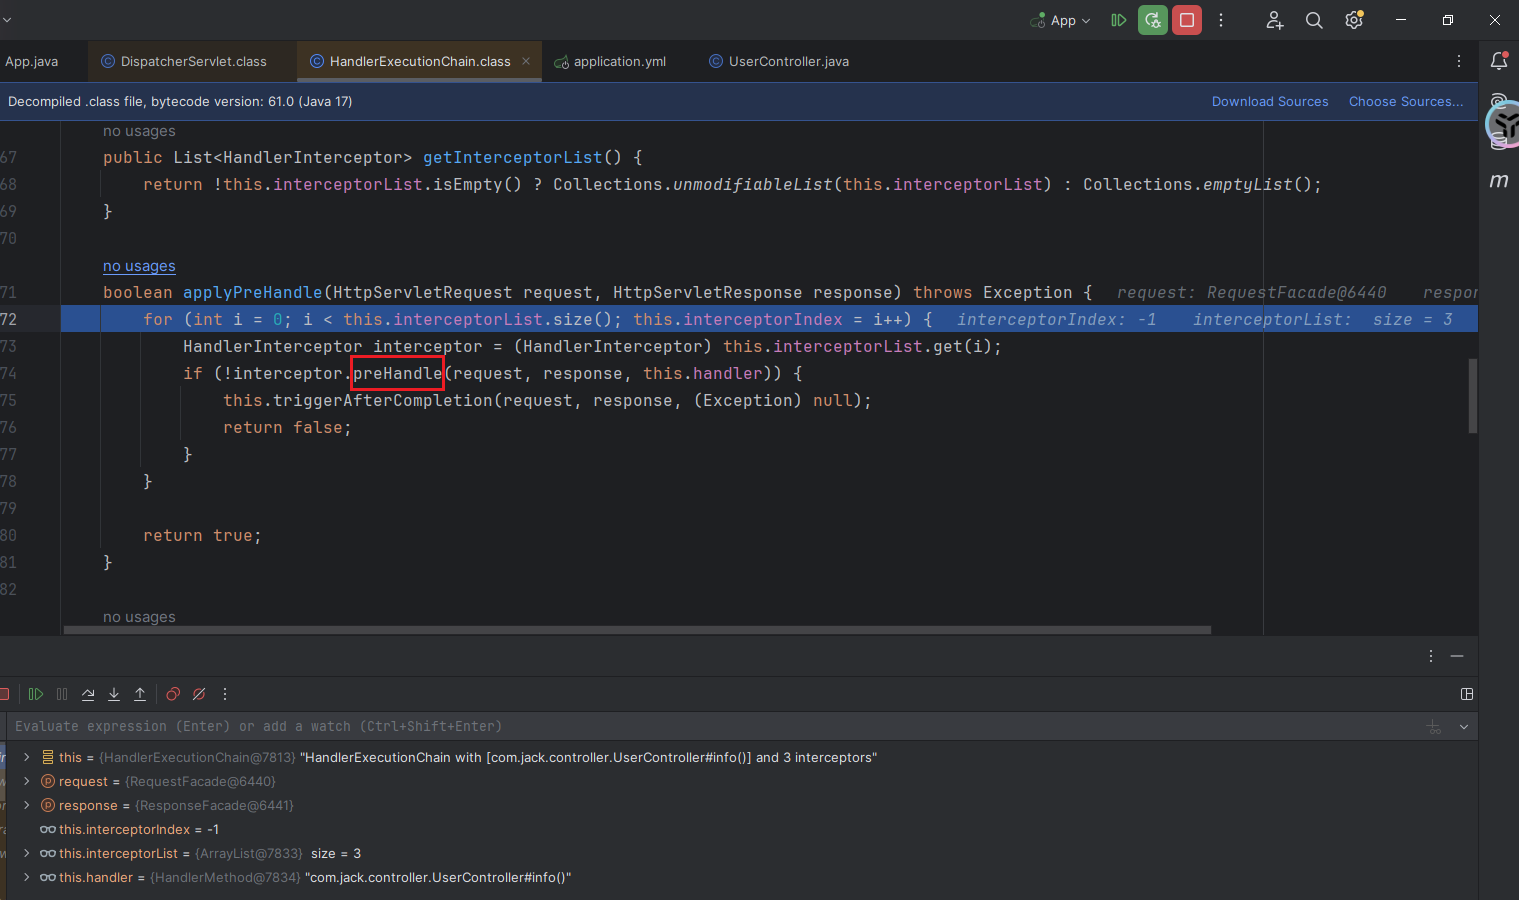 App
App.java
DispatcherServlet.class
HandlerExecutionChain.class
application.yml
UserController.java
Decompiled .class file, bytecode version: 61.0 (Java 17)
Download Sources
Choose Sources...
no usages
67 public List<HandlerInterceptor> getInterceptorList() {
68 return !this.interceptorList.isEmpty() ? Collections.unmodifiableList(this.interceptorList) : Collections.emptyList();
69 }
70
no usages
71 boolean applyPreHandle(HttpServletRequest request, HttpServletResponse response) throws Exception { request: RequestFacade@6440 respon
72 for (int i = 0; i < this.interceptorList.size(); this.interceptorIndex = i++) { interceptorIndex: -1 interceptorList: size = 3
73 HandlerInterceptor interceptor = (HandlerInterceptor) this.interceptorList.get(i);
74 if (!interceptor.preHandle(request, response, this.handler)) {
75 this.triggerAfterCompletion(request, response, (Exception) null);
76 return false;
77 }
78 }
79
80 return true;
81 }
82
no usages
m
Evaluate expression (Enter) or add a watch (Ctrl+Shift+Enter)
this = {HandlerExecutionChain@7813} "HandlerExecutionChain with [com.jack.controller.UserController#info()] and 3 interceptors"
request = {RequestFacade@6440}
response = {ResponseFacade@6441}
this.interceptorIndex = -1
this.interceptorList = {ArrayList@7833} size = 3
this.handler = {HandlerMethod@7834} "com.jack.controller.UserController#info()"